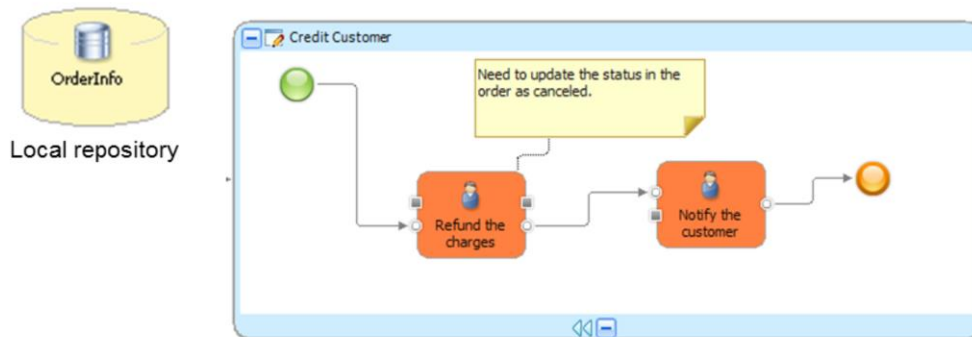 OrderInfo
Local repository
Credit Customer
Need to update the status in the
order as canceled.
Refund the
charges
Notify the
customer